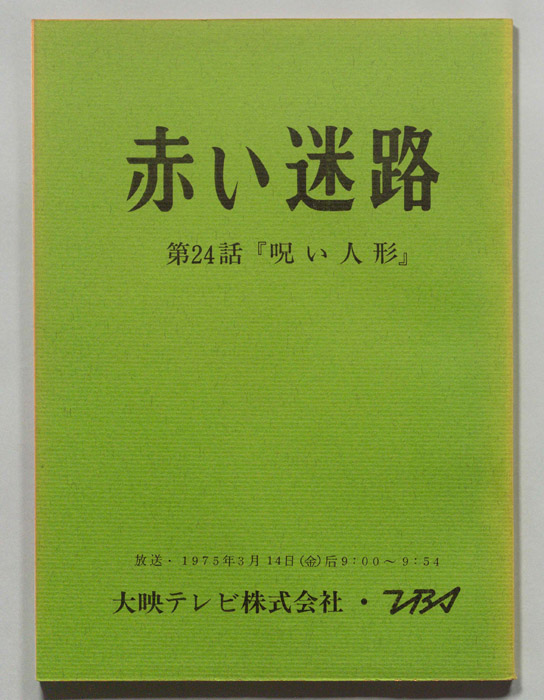 赤い迷路
第24話『呪い人形』
放送・1975年3月14日(金)后9:00～9:54
大映テレビ株式会社・TBS